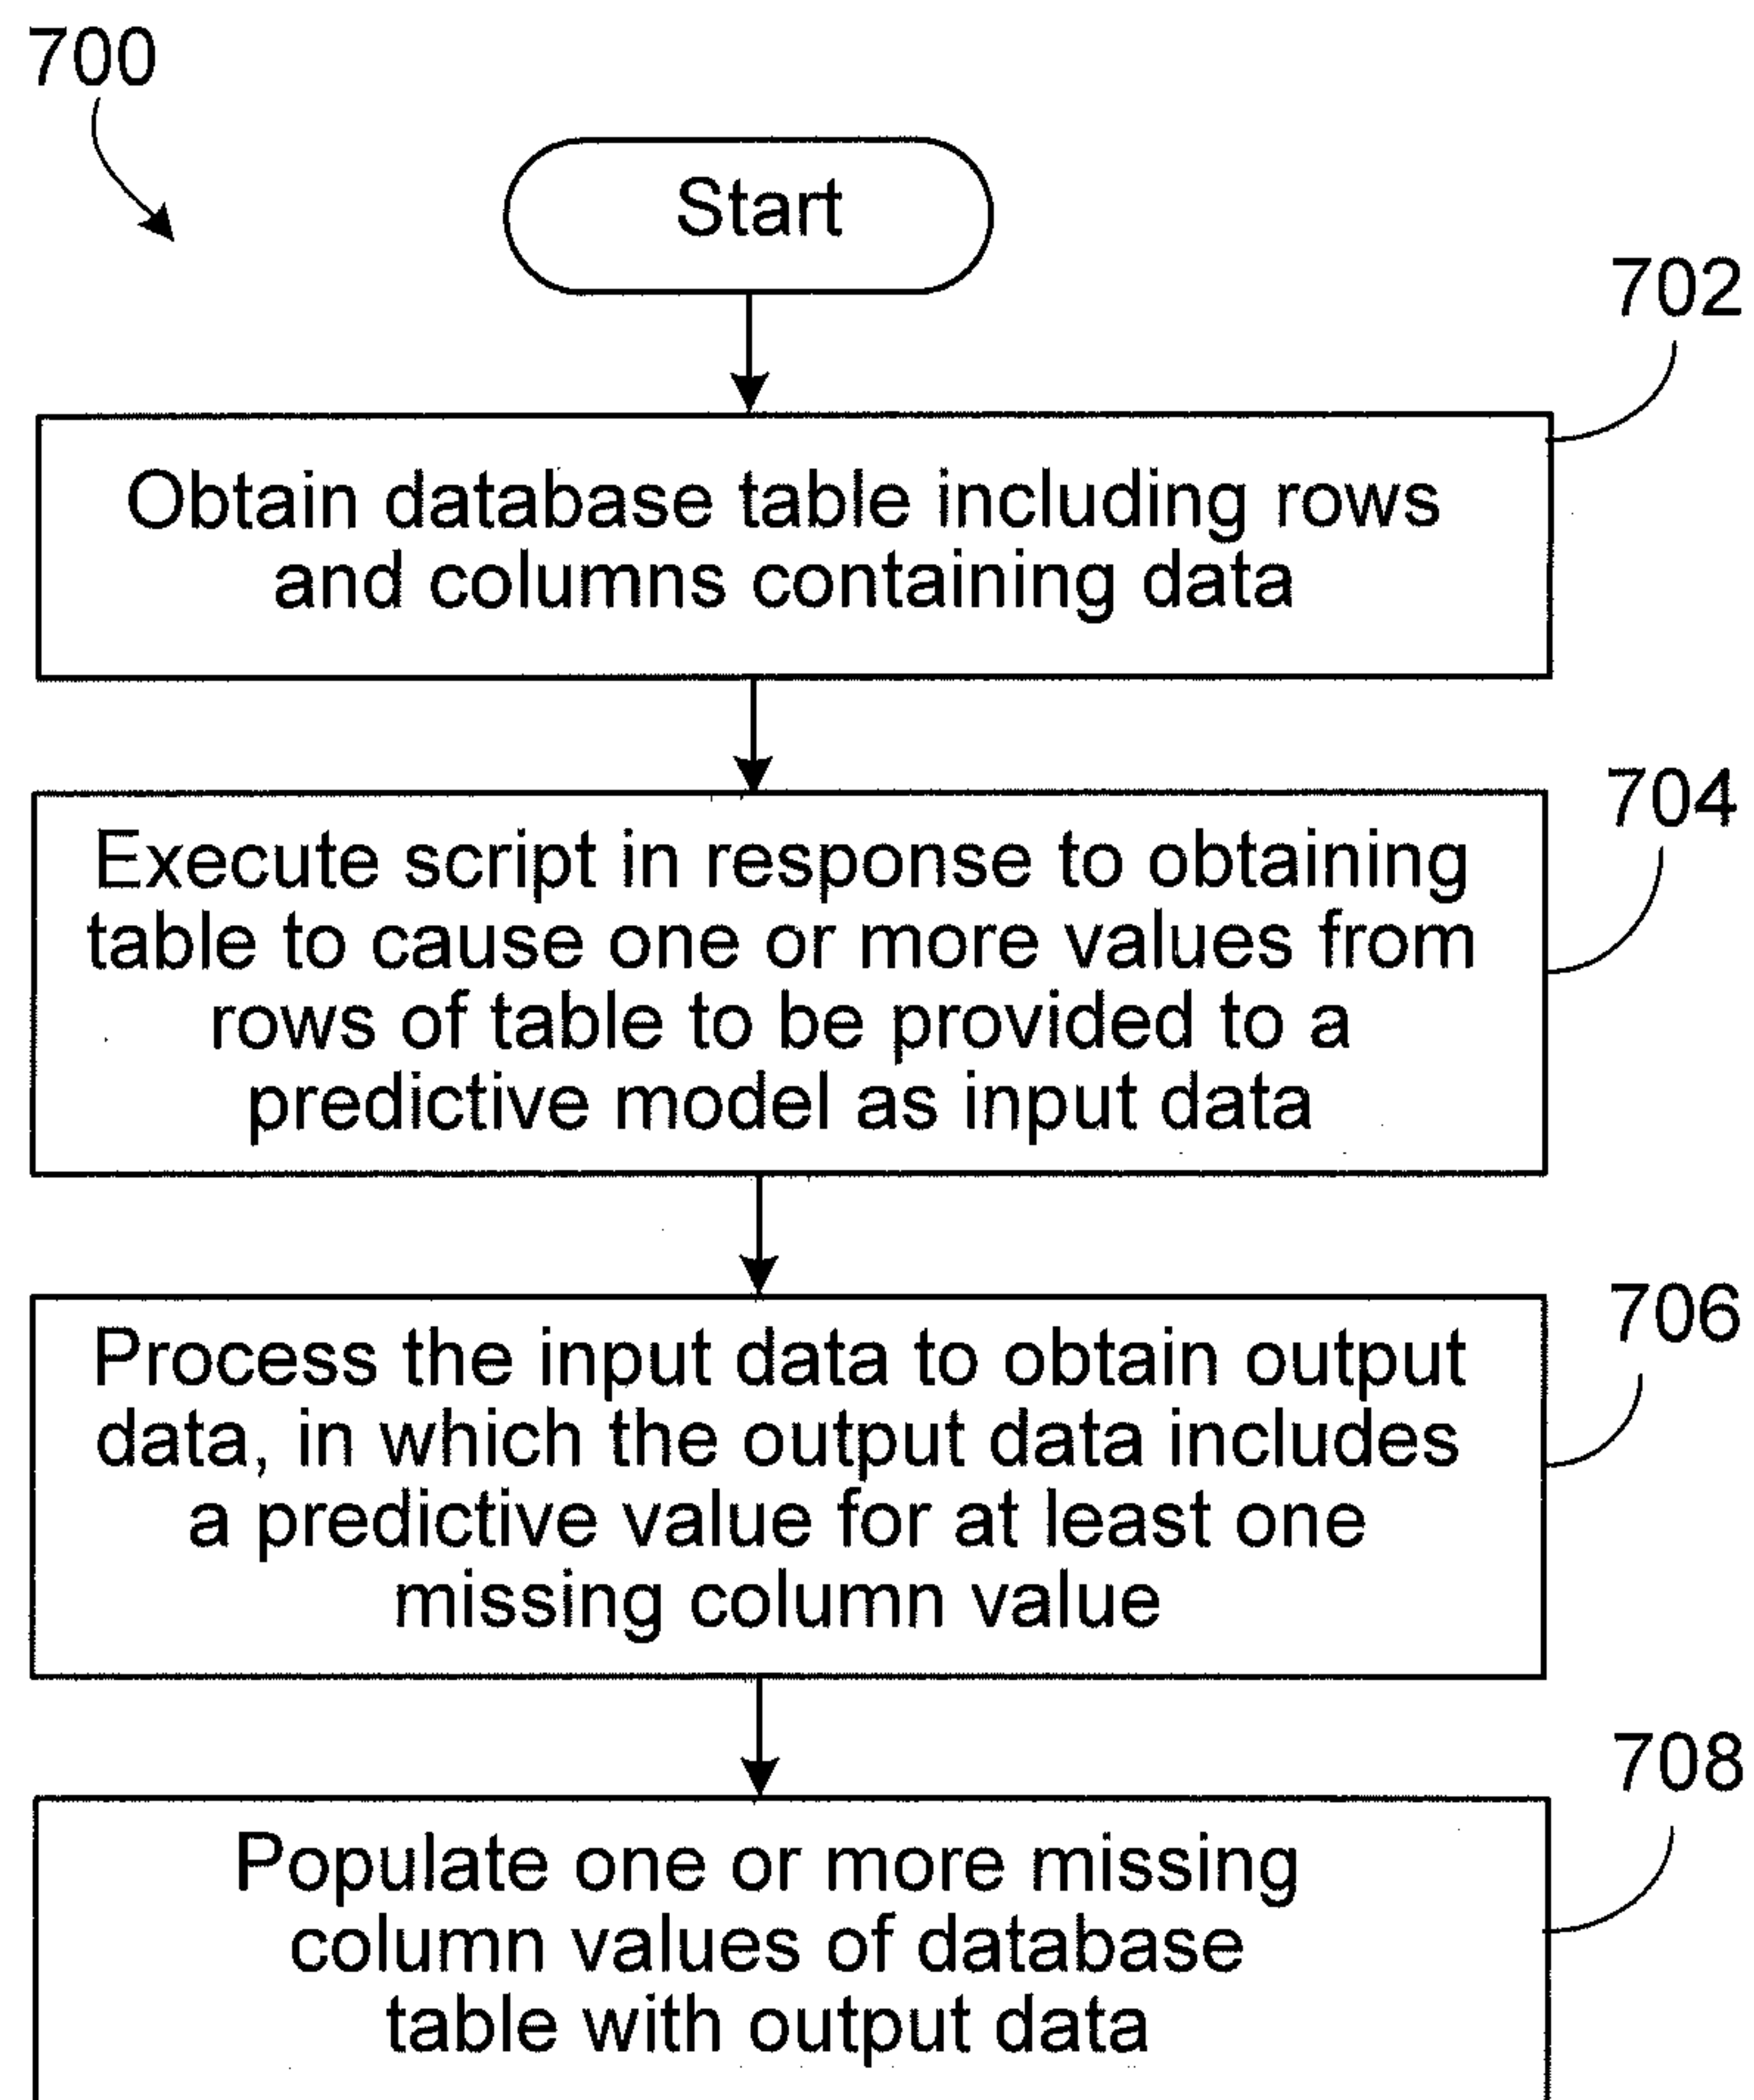 700
Start
702
Obtain database table including rows
and columns containing data
704
Execute script in response to obtaining
table to cause one or more values from
rows of table to be provided to a
predictive model as input data
706
Process the input data to obtain output
data, in which the output data includes
a predictive value for at least one
missing column value
708
Populate one or more missing
column values of database
table with output data